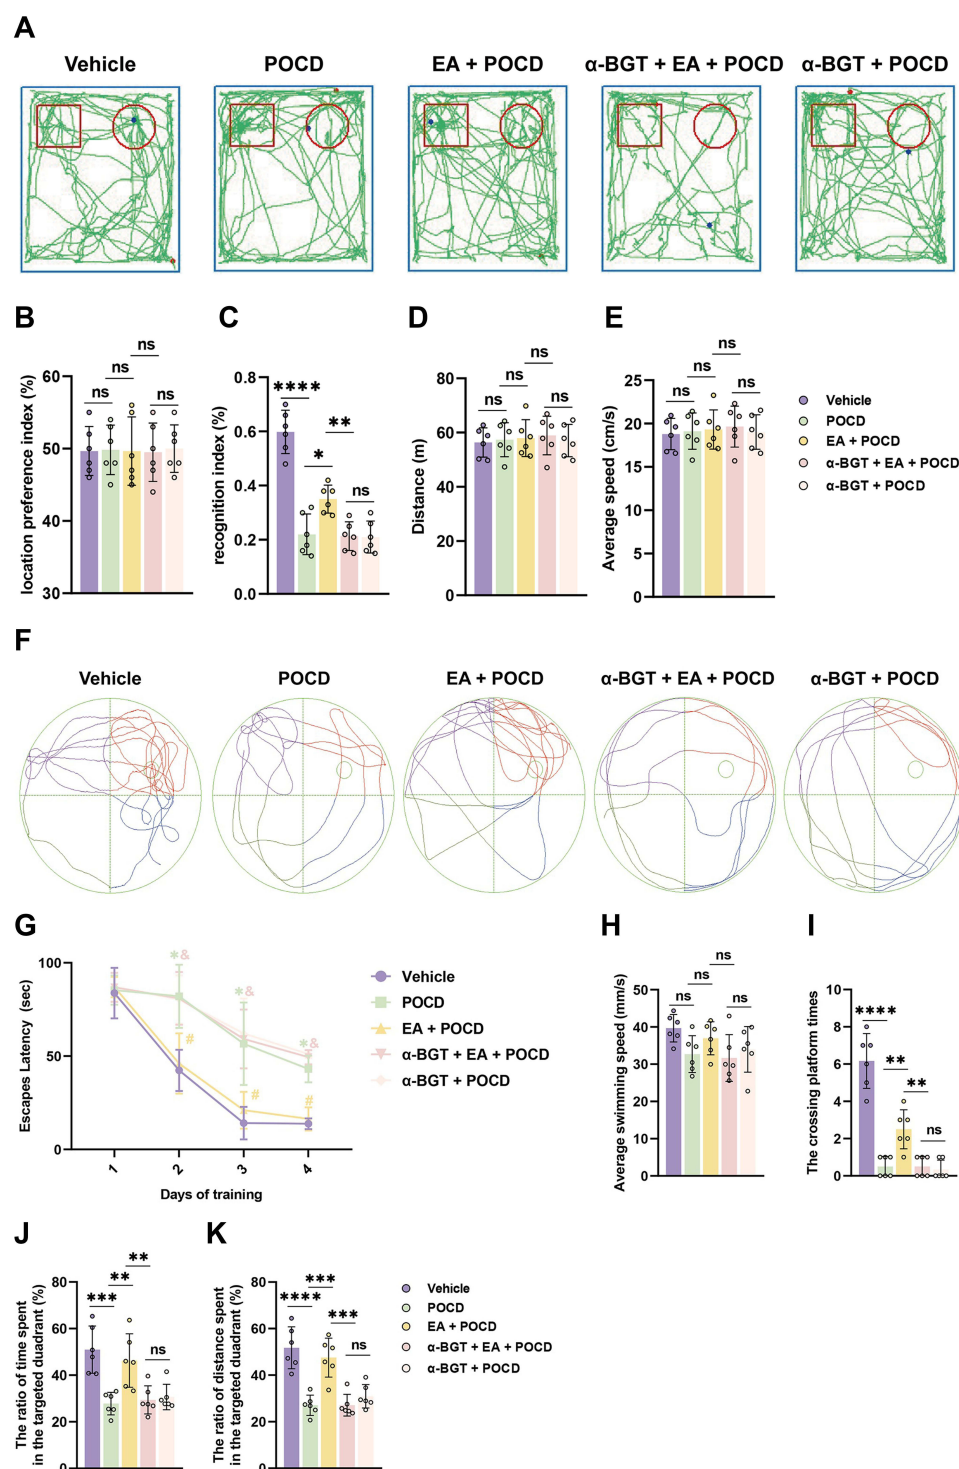 A
Vehicle POCD EA + POCD α-BGT + EA + POCD α-BGT + POCD
B
location preference index (%)
60
50
40
30
ns
ns
ns
ns
C
recognition index (%)
0.8
0.6
0.4
0.2
0.0
****
*
**
ns
D
Distance (m)
80
60
40
20
0
ns
ns
ns
ns
E
Average speed (cm/s)
25
20
15
10
5
0
ns
ns
ns
ns
Vehicle
POCD
EA + POCD
α-BGT + EA + POCD
α-BGT + POCD
F
Vehicle POCD EA + POCD α-BGT + EA + POCD α-BGT + POCD
G
Escapes Latency (sec)
100
50
0
*&
*&
*&
#
#
#
1 2 3 4
Days of training
Vehicle
POCD
EA + POCD
α-BGT + EA + POCD
α-BGT + POCD
H
Average swimming speed (mm/s)
50
40
30
20
10
0
ns
ns
ns
ns
I
The crossing platform times
10
8
6
4
2
0
****
**
**
ns
J
The ratio of time spent
in the targeted duadrant (%)
80
60
40
20
0
***
**
**
ns
K
The ratio of distance spent
in the targeted duadrant (%)
80
60
40
20
0
****
***
***
ns
Vehicle
POCD
EA + POCD
α-BGT + EA + POCD
α-BGT + POCD